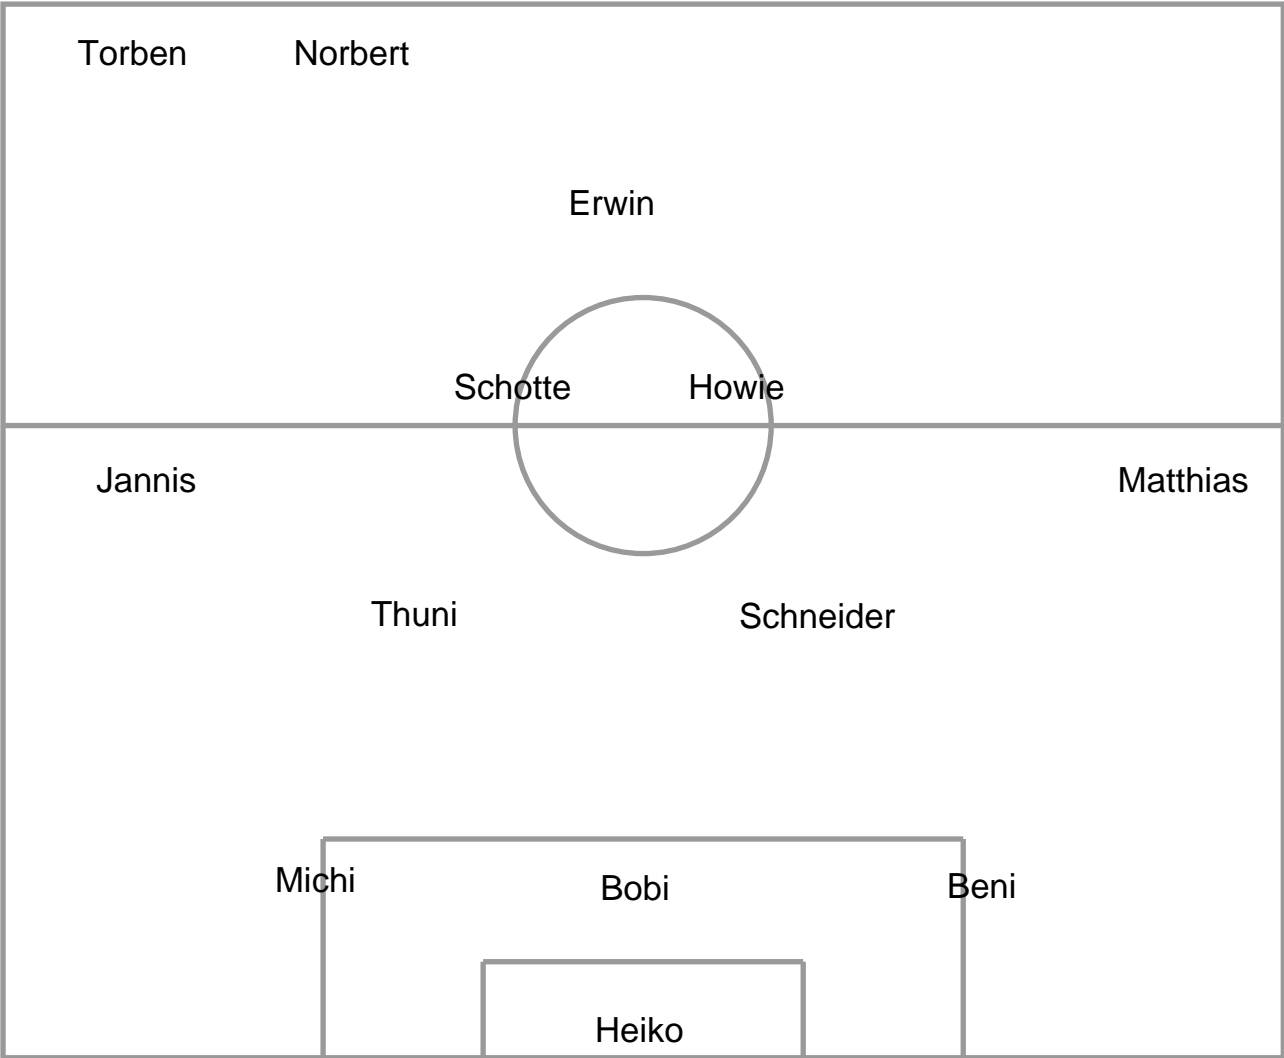 Torben Norbert
Erwin
Schotte Howie
Jannis Matthias
Thuni Schneider
Michi Bobi Beni
Heiko